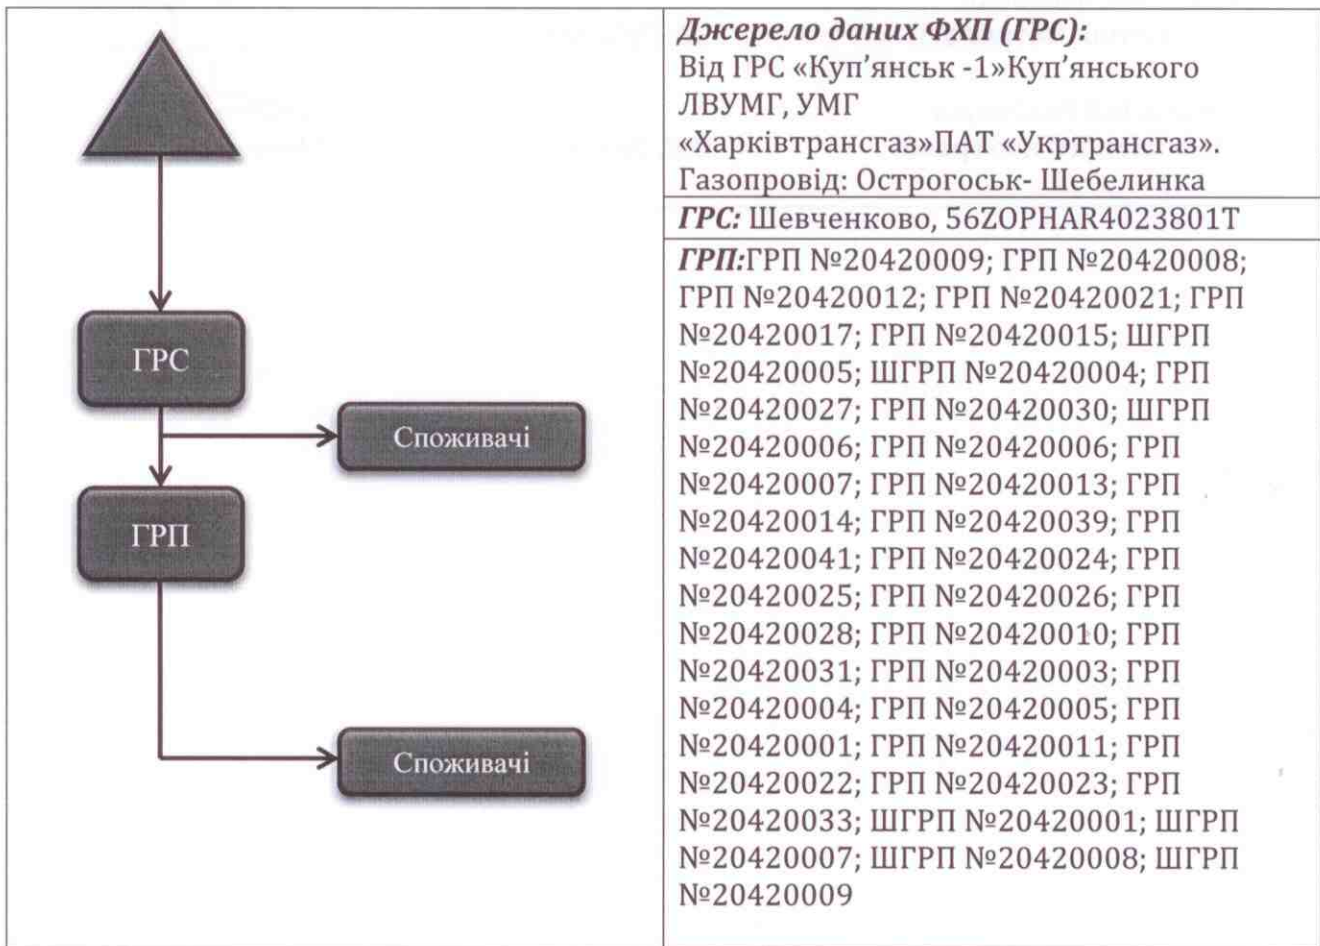 ГРС
Споживачі
ГРП
Споживачі
Джерело даних ФХП (ГРС):
Від ГРС «Куп’янськ -1»Куп’янського
ЛВУМГ, УМГ
«Харківтрансгаз»ПАТ «Укртрансгаз».
Газопровід: Острогоськ- Шебелинка
ГРС: Шевченково, 56ZOPHAR4023801T
ГРП:ГРП №20420009; ГРП №20420008;
ГРП №20420012; ГРП №20420021; ГРП
№20420017; ГРП №20420015; ШГРП
№20420005; ШГРП №20420004; ГРП
№20420027; ГРП №20420030; ШГРП
№20420006; ГРП №20420006; ГРП
№20420007; ГРП №20420013; ГРП
№20420014; ГРП №20420039; ГРП
№20420041; ГРП №20420024; ГРП
№20420025; ГРП №20420026; ГРП
№20420028; ГРП №20420010; ГРП
№20420031; ГРП №20420003; ГРП
№20420004; ГРП №20420005; ГРП
№20420001; ГРП №20420011; ГРП
№20420022; ГРП №20420023; ГРП
№20420033; ШГРП №20420001; ШГРП
№20420007; ШГРП №20420008; ШГРП
№20420009